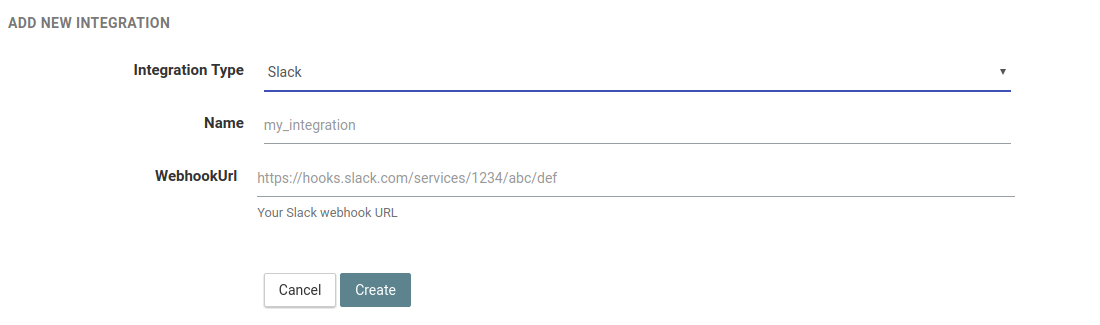 ADD NEW INTEGRATION
Integration Type Slack ▼
Name my_integration
WebhookUrl https://hooks.slack.com/services/1234/abc/def
Your Slack webhook URL
Cancel Create